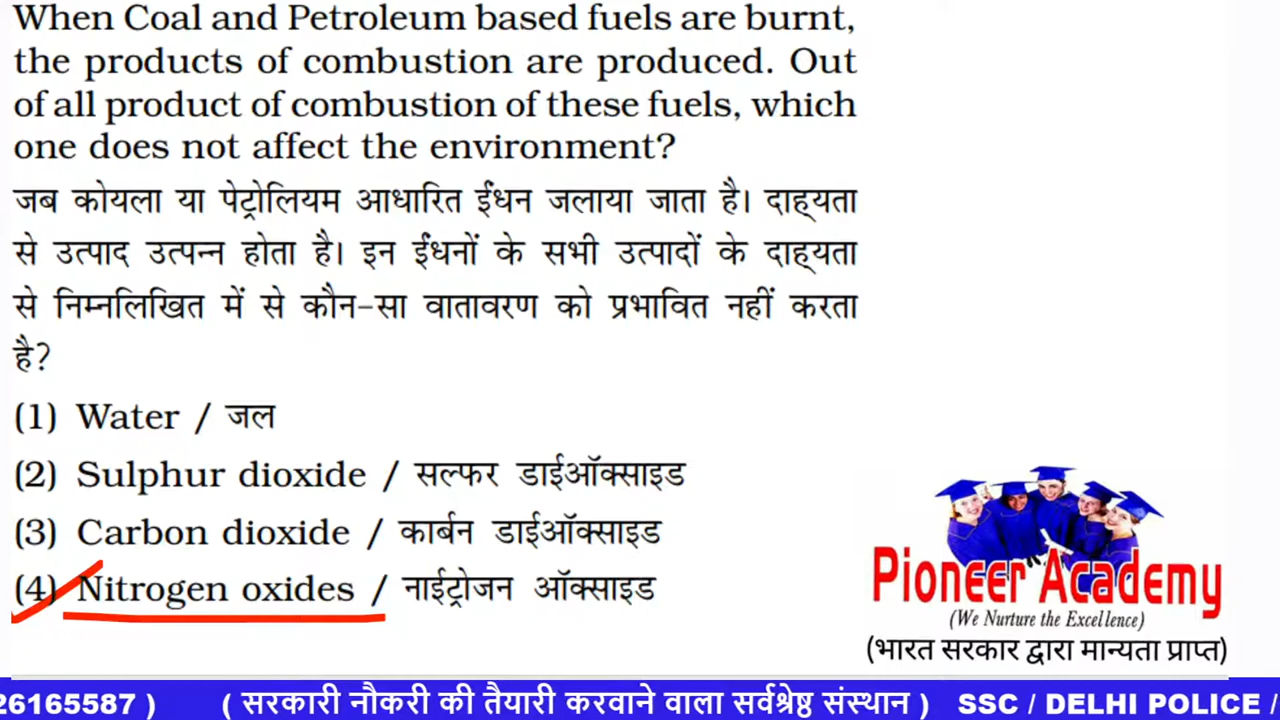 When Coal and Petroleum based fuels are burnt,
the products of combustion are produced. Out
of all product of combustion of these fuels, which
one does not affect the environment?
जब कोयला या पेट्रोलियम आधारित ईंधन जलाया जाता है। दाह्यता
से उत्पाद उत्पन्न होता है। इन ईंधनों के सभी उत्पादों के दाह्यता
से निम्नलिखित में से कौन-सा वातावरण को प्रभावित नहीं करता
है?
(1) Water / जल
(2) Sulphur dioxide / सल्फर डाईऑक्साइड
(3) Carbon dioxide / कार्बन डाईऑक्साइड
(4) Nitrogen oxides / नाईट्रोजन ऑक्साइड
Pioneer Academy
(We Nurture the Excellence)
(भारत सरकार द्वारा मान्यता प्राप्त)
26165587 ) ( सरकारी नौकरी की तैयारी करवाने वाला सर्वश्रेष्ठ संस्थान ) SSC / DELHI POLICE /